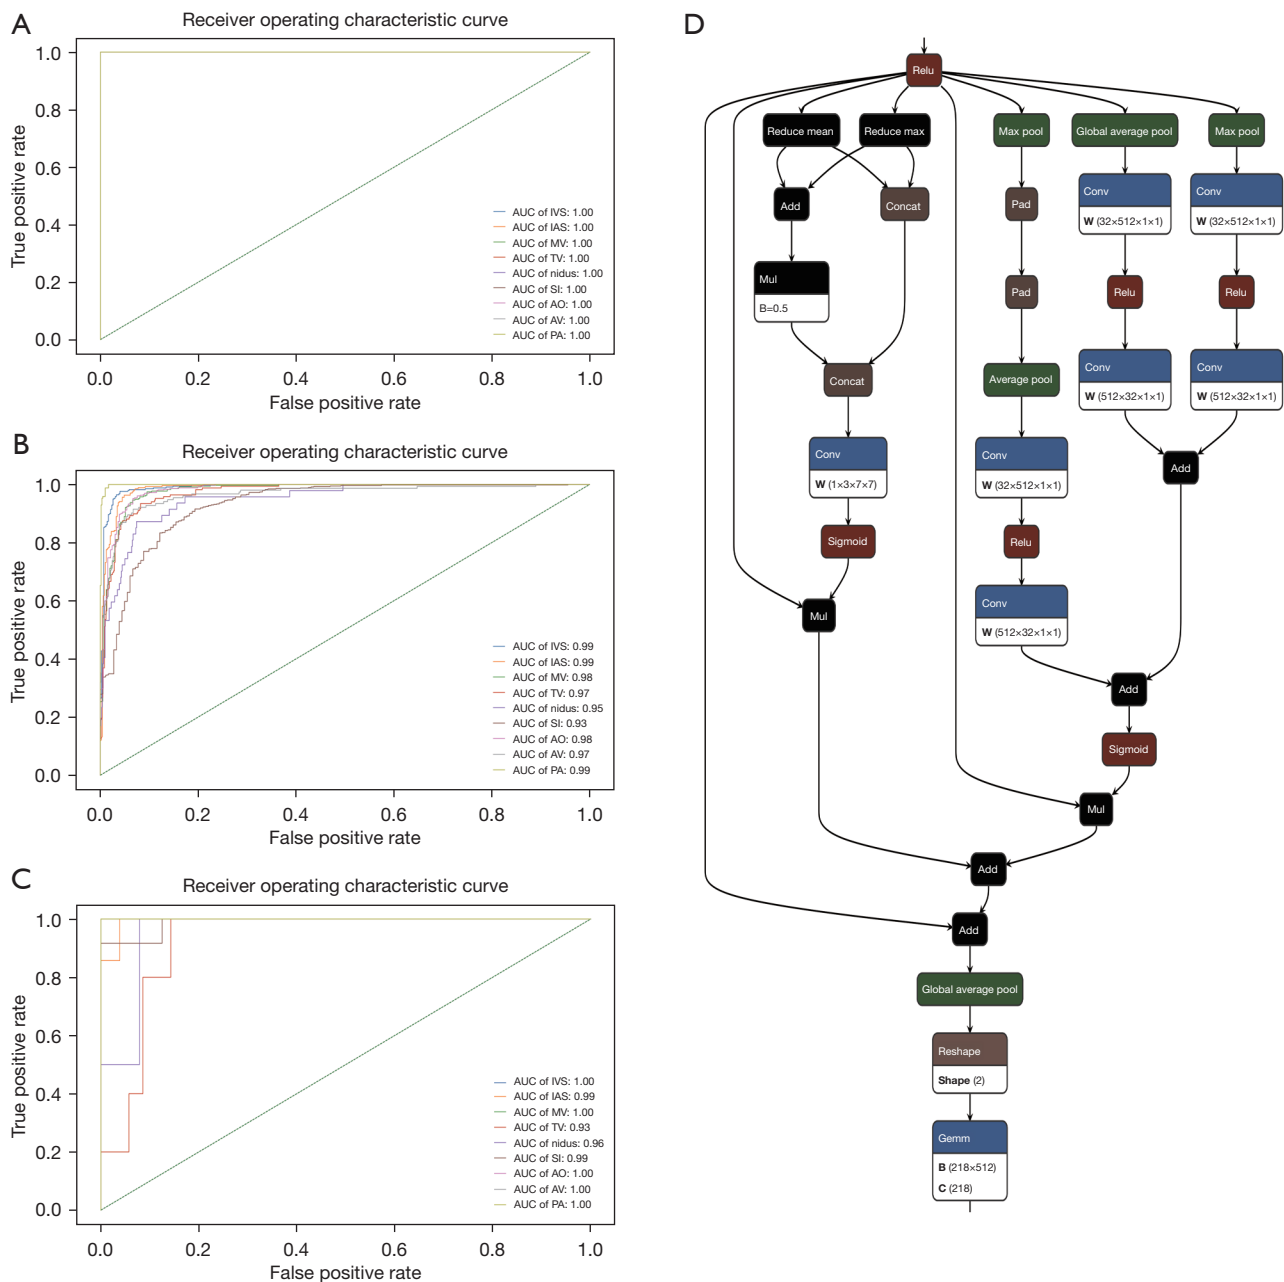 A
Receiver operating characteristic curve
True positive rate
1.0
0.8
0.6
0.4
0.2
0.0
AUC of IVS: 1.00
AUC of IAS: 1.00
AUC of MV: 1.00
AUC of TV: 1.00
AUC of nidus: 1.00
AUC of SI: 1.00
AUC of AO: 1.00
AUC of AV: 1.00
AUC of PA: 1.00
0.0 0.2 0.4 0.6 0.8 1.0
False positive rate
B
Receiver operating characteristic curve
True positive rate
1.0
0.8
0.6
0.4
0.2
0.0
AUC of IVS: 0.99
AUC of IAS: 0.99
AUC of MV: 0.98
AUC of TV: 0.97
AUC of nidus: 0.95
AUC of SI: 0.93
AUC of AO: 0.98
AUC of AV: 0.97
AUC of PA: 0.99
0.0 0.2 0.4 0.6 0.8 1.0
False positive rate
C
Receiver operating characteristic curve
True positive rate
1.0
0.8
0.6
0.4
0.2
0.0
AUC of IVS: 1.00
AUC of IAS: 0.99
AUC of MV: 1.00
AUC of TV: 0.93
AUC of nidus: 0.96
AUC of SI: 0.99
AUC of AO: 1.00
AUC of AV: 1.00
AUC of PA: 1.00
0.0 0.2 0.4 0.6 0.8 1.0
False positive rate
D
Relu
Reduce mean Reduce max Max pool Global average pool Max pool
Conv Conv
W (32×512×1×1) W (32×512×1×1)
Add Concat Pad
Mul
B=0.5
Pad Relu Relu
Concat Average pool
Conv Conv
W (512×32×1×1) W (512×32×1×1)
Conv
W (1×3×7×7)
Conv
W (32×512×1×1)
Add
Sigmoid Relu
Mul
Conv
W (512×32×1×1)
Add
Sigmoid
Mul
Add
Add
Global average pool
Reshape
Shape (2)
Gemm
B (218×512)
C (218)